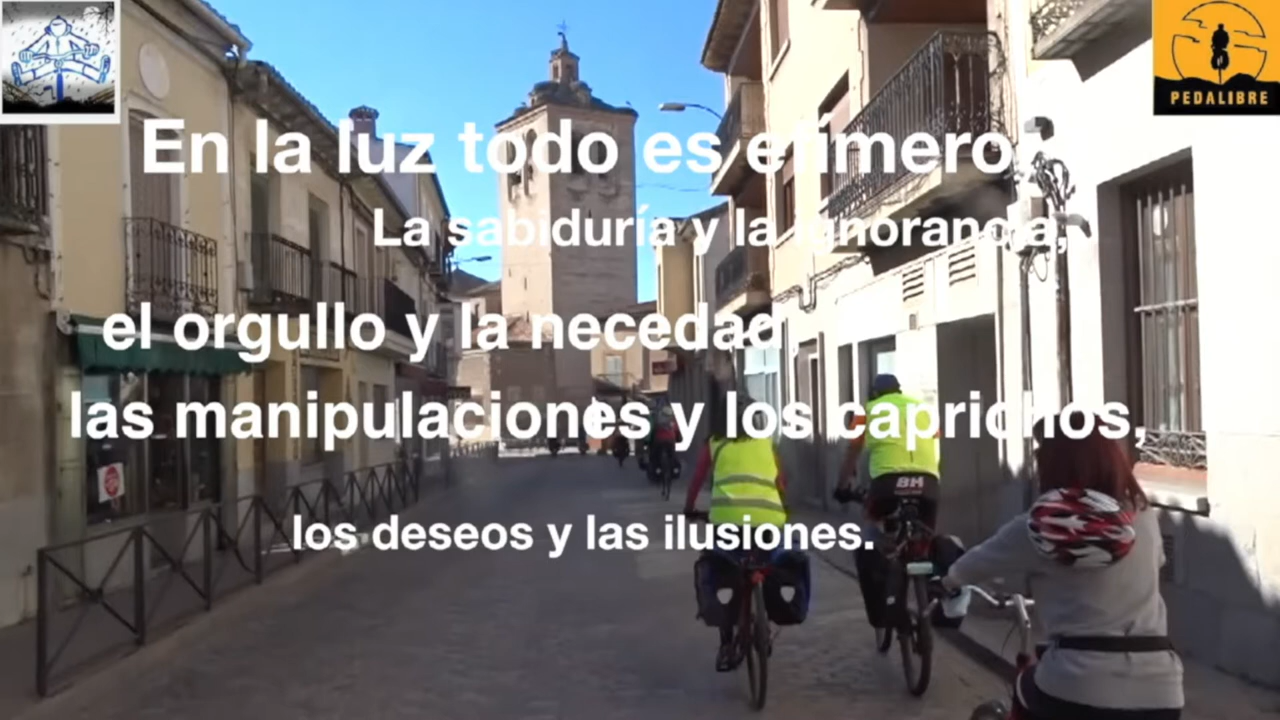 PEDALIBRE
En la luz todo es efímero,
La sabiduría y la ignorancia,
el orgullo y la necedad,
las manipulaciones y los caprichos,
los deseos y las ilusiones.
BH